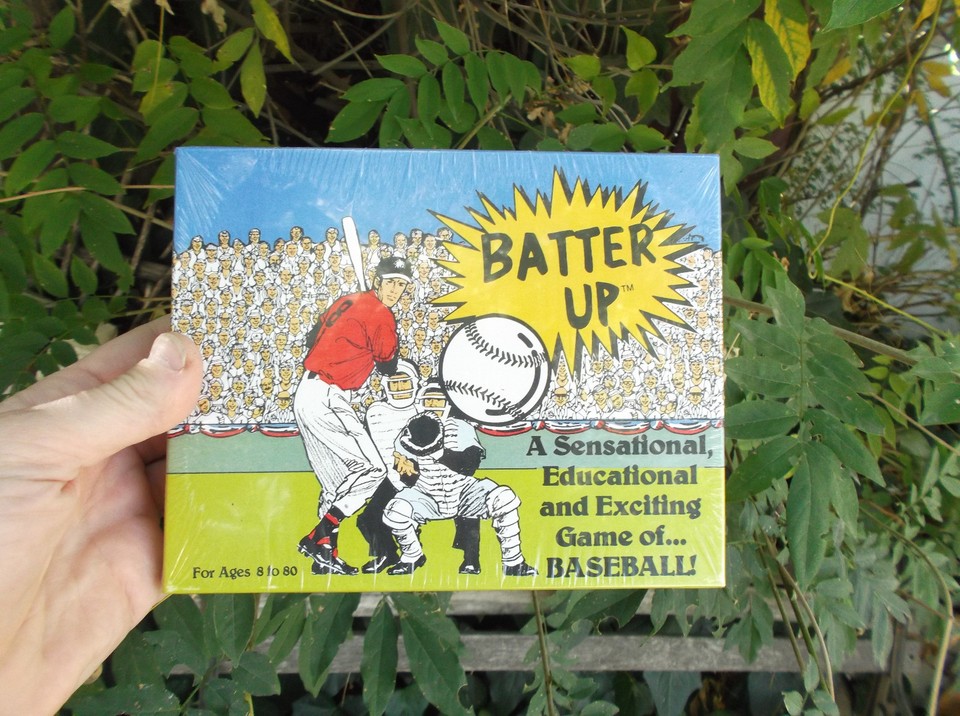 BATTER
UP™
A Sensational,
Educational
and Exciting
Game of...
BASEBALL!
For Ages 8 to 80